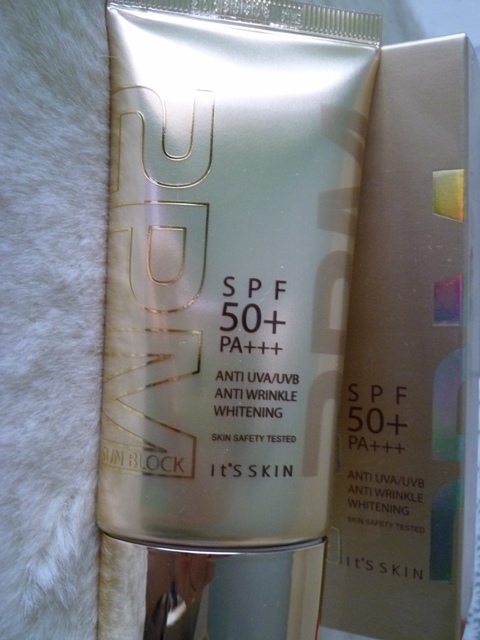 2PM
SUN BLOCK
SPF
50+
PA+++
ANTI UVA/UVB
ANTI WRINKLE
WHITENING
SKIN SAFETY TESTED
It'S SKIN
SPF
50+
PA+++
ANTI UVA/UVB
ANTI WRINKLE
WHITENING
SKIN SAFETY TESTED
It'S SKIN